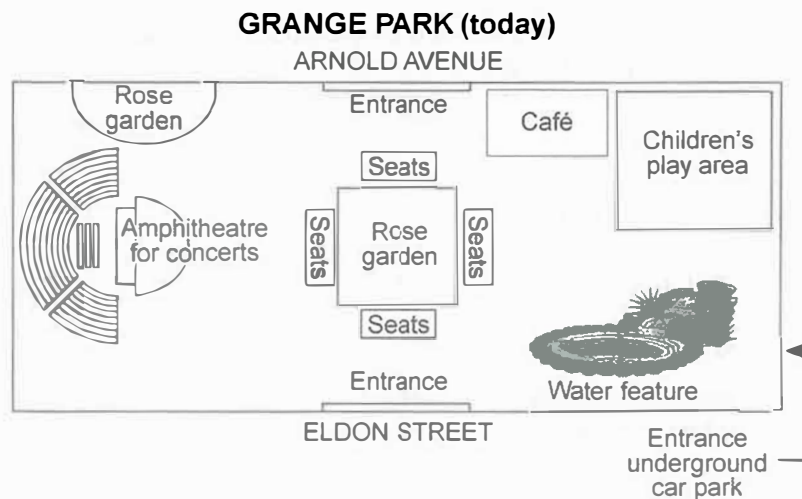 GRANGE PARK (today)
ARNOLD AVENUE
Rose
garden
Entrance
Café
Children's
play area
Seats
Amphitheatre
for concerts
Seats
Rose
garden
Seats
Seats
Entrance
Water feature
ELDON STREET
Entrance
underground
car park